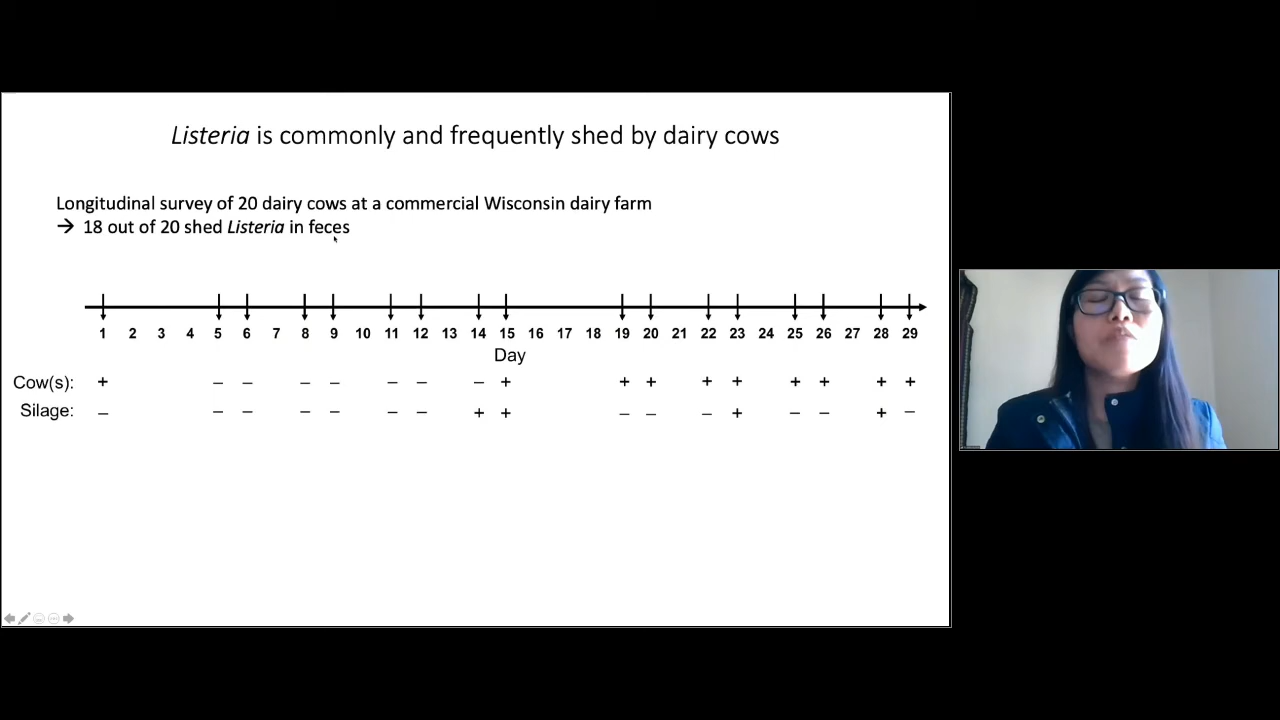 Listeria is commonly and frequently shed by dairy cows
Longitudinal survey of 20 dairy cows at a commercial Wisconsin dairy farm
→ 18 out of 20 shed Listeria in feces
1 2 3 4 5 6 7 8 9 10 11 12 13 14 15 16 17 18 19 20 21 22 23 24 25 26 27 28 29
Day
Cow(s): + – – – – – – – + + + + + + + + +
Silage: – – – – – – – + + – – – + – – + –